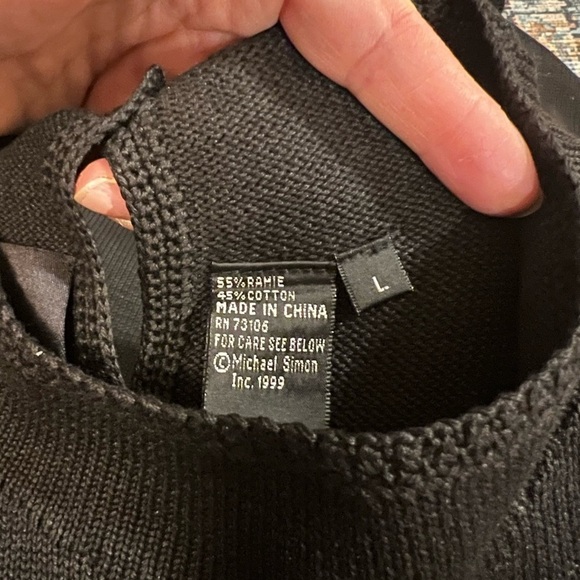 55% RAMIE
45% COTTON
MADE IN CHINA
RN 73106
FOR CARE SEE BELOW
© Michael Simon
Inc. 1999
L